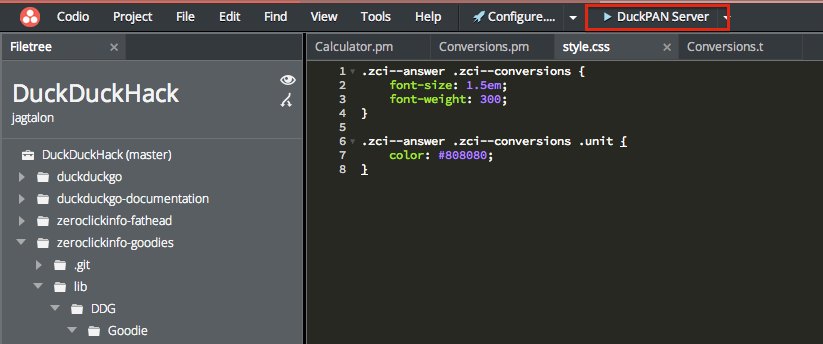 Codio Project File Edit Find View Tools Help Configure.... DuckPAN Server
Filetree
Calculator.pm Conversions.pm style.css Conversions.t
DuckDuckHack
jagtalon
DuckDuckHack (master)
duckduckgo
duckduckgo-documentation
zeroclickinfo-fathead
zeroclickinfo-goodies
.git
lib
DDG
Goodie
1 .zci--answer .zci--conversions {
2 font-size: 1.5em;
3 font-weight: 300;
4 }
5
6 .zci--answer .zci--conversions .unit {
7 color: #808080;
8 }